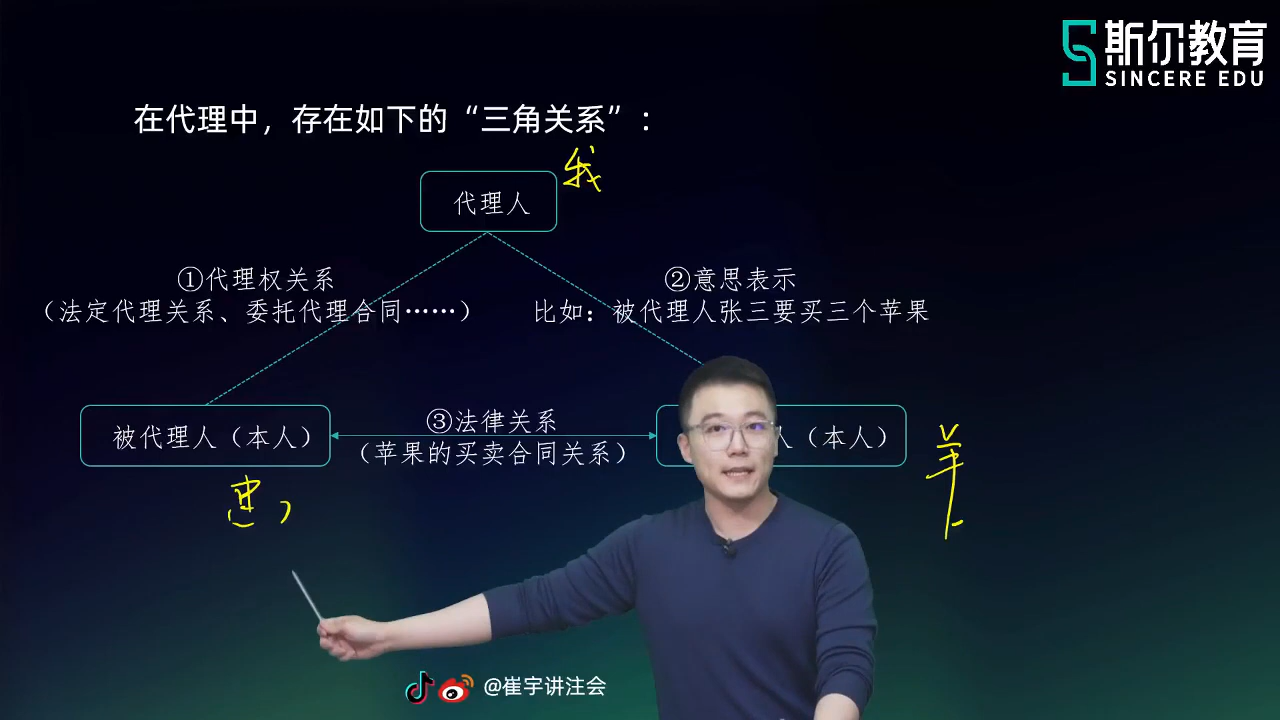 斯尔教育
SINCERE EDU
在代理中，存在如下的“三角关系”：
我
代理人
①代理权关系
（法定代理关系、委托代理合同……）
②意思表示
比如：被代理人张三要买三个苹果
被代理人（本人）
③法律关系
（苹果的买卖合同关系）
人（本人）
@崔宇讲注会